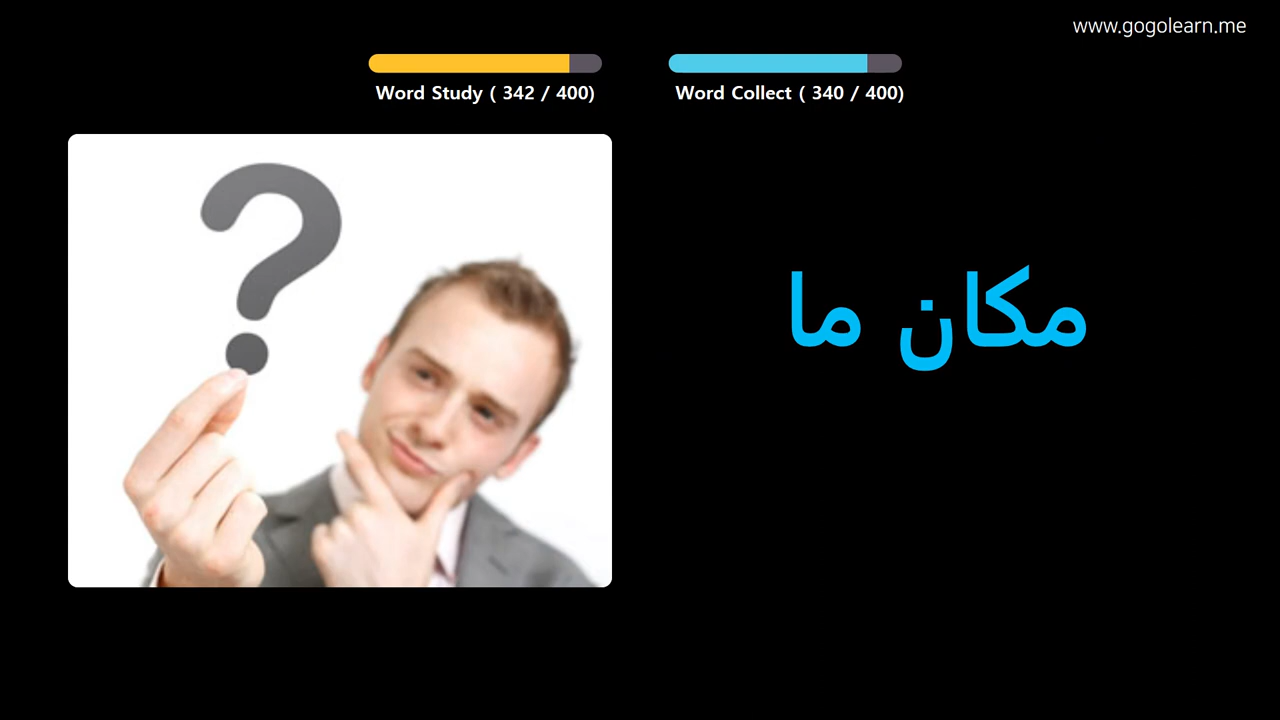 www.gogolearn.me
Word Study ( 342 / 400)
Word Collect ( 340 / 400)
?
مكان ما